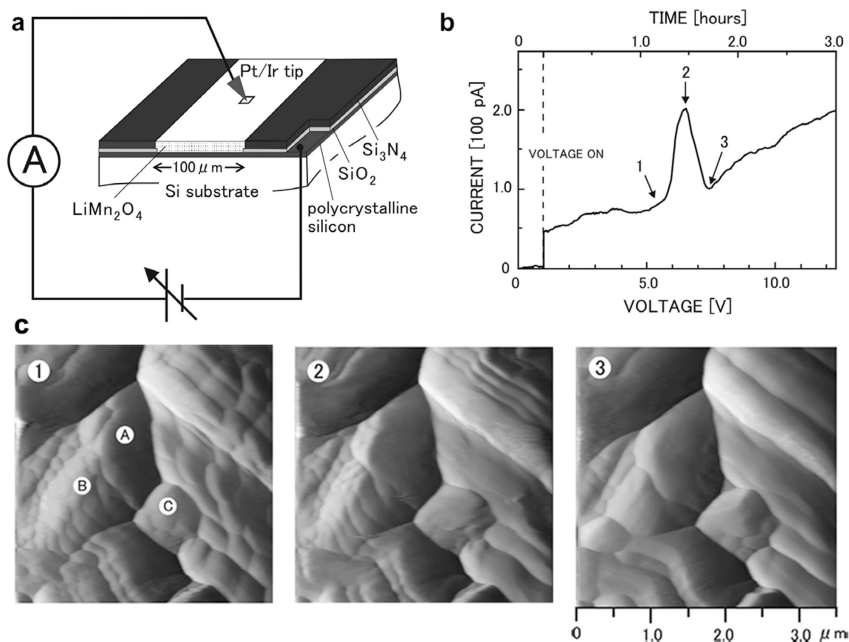 a
Pt/Ir tip
A
100 μm
Si substrate
Si3N4
SiO2
LiMn2O4
polycrystalline
silicon
b
TIME [hours]
0 1.2 1.8 3.0
2.0
1.0
0
CURRENT [100 pA]
VOLTAGE ON
1
2
3
0 5.0 10.0
VOLTAGE [V]
c
1
A
B
C
2
3
0 1.0 2.0 3.0 μm